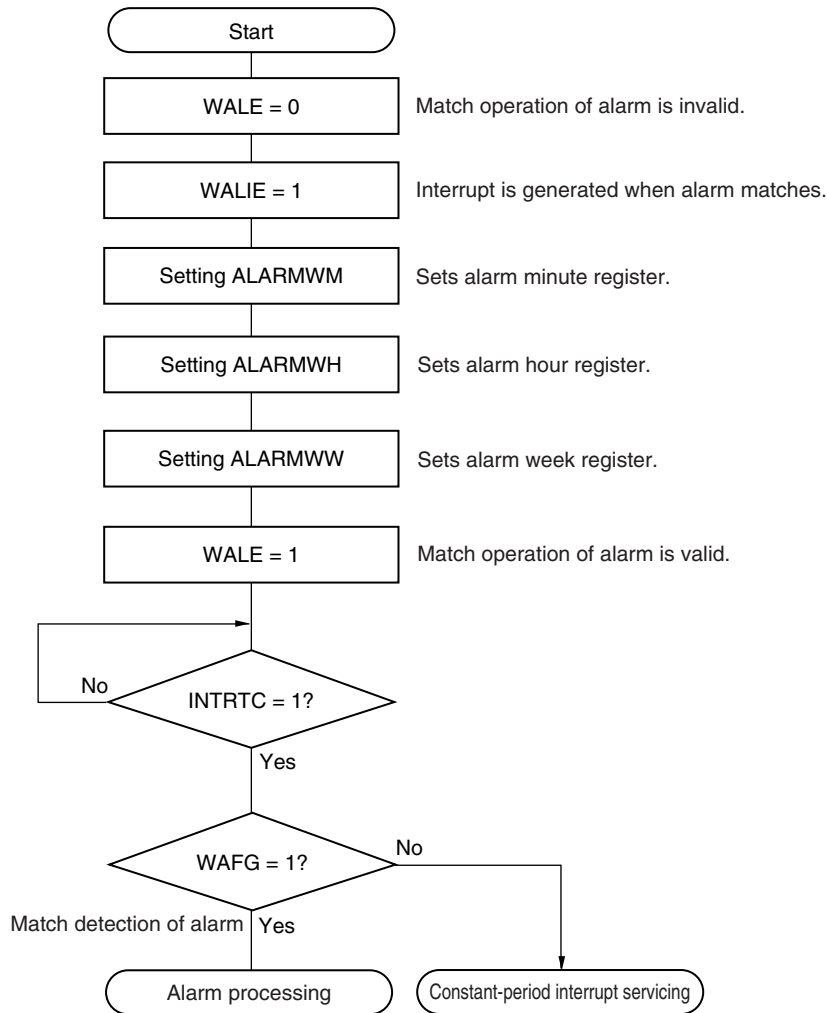 Start
WALE = 0
Match operation of alarm is invalid.
WALIE = 1
Interrupt is generated when alarm matches.
Setting ALARMWM
Sets alarm minute register.
Setting ALARMWH
Sets alarm hour register.
Setting ALARMWW
Sets alarm week register.
WALE = 1
Match operation of alarm is valid.
No
INTRTC = 1?
Yes
WAFG = 1?
No
Match detection of alarm
Yes
Alarm processing
Constant-period interrupt servicing